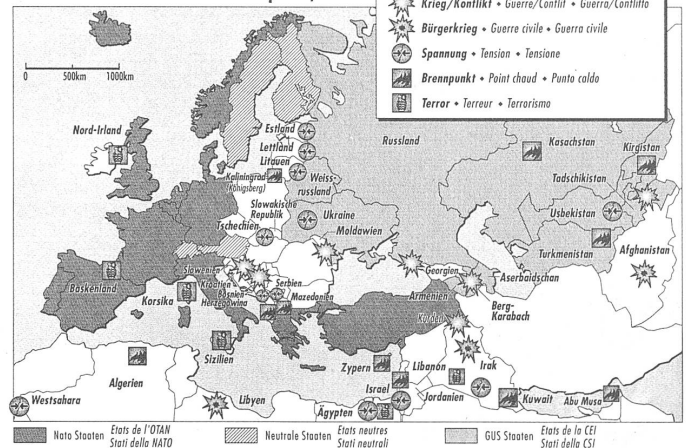 Krieg/Konflikt ⬥ Guerre/Conflit ⬥ Guerra/Conflitto
Bürgerkrieg ⬥ Guerre civile ⬥ Guerra civile
Spannung ⬥ Tension ⬥ Tensione
Brennpunkt ⬥ Point chaud ⬥ Punto caldo
Terror ⬥ Terreur ⬥ Terrorismo
0 500km 1000km
Nord-Irland
Estland
Lettland
Litauen
Kaliningrad
(Königsberg)
Weiss-
russland
Russland
Kasachstan
Kirgistan
Tadschikistan
Usbekistan
Turkmenistan
Afghanistan
Slowakische
Republik
Tschechien
Ukraine
Moldawien
Slowenien
Kroatien
Bosnien
Herzegowina
Serbien
Mazedonien
Georgien
Armenien
Aserbaidschan
Berg-
Karabach
Kurden
Baskenland
Korsika
Sizilien
Zypern
Libanon
Irak
Israel
Jordanien
Kuwait
Abu Musa
Algerien
Westsahara
Libyen
Ägypten
Nato Staaten Etats de l'OTAN
Stati della NATO
Neutrale Staaten Etats neutres
Stati neutrali
GUS Staaten Etats de la CEI
Stati della CSI